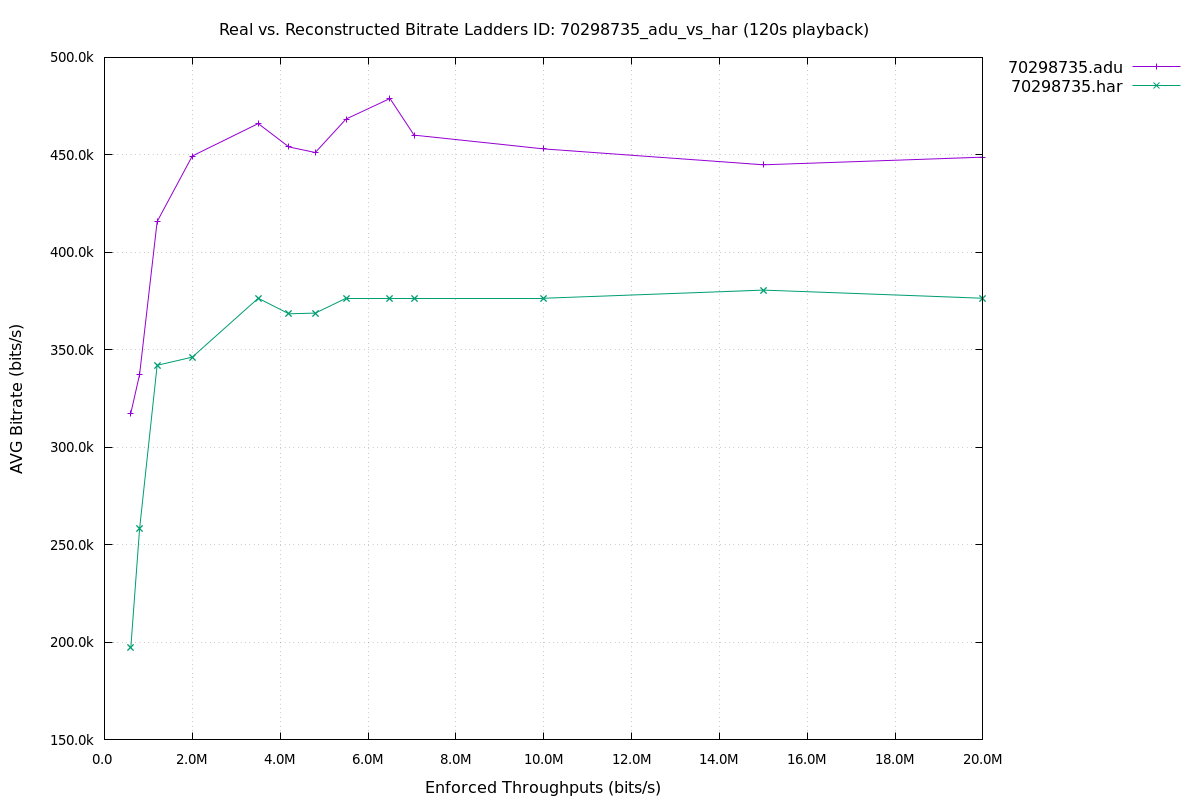 Real vs. Reconstructed Bitrate Ladders ID: 70298735_adu_vs_har (120s playback)
70298735.adu
70298735.har
500.0k
450.0k
400.0k
350.0k
300.0k
250.0k
200.0k
150.0k
AVG Bitrate (bits/s)
0.0 2.0M 4.0M 6.0M 8.0M 10.0M 12.0M 14.0M 16.0M 18.0M 20.0M
Enforced Throughputs (bits/s)